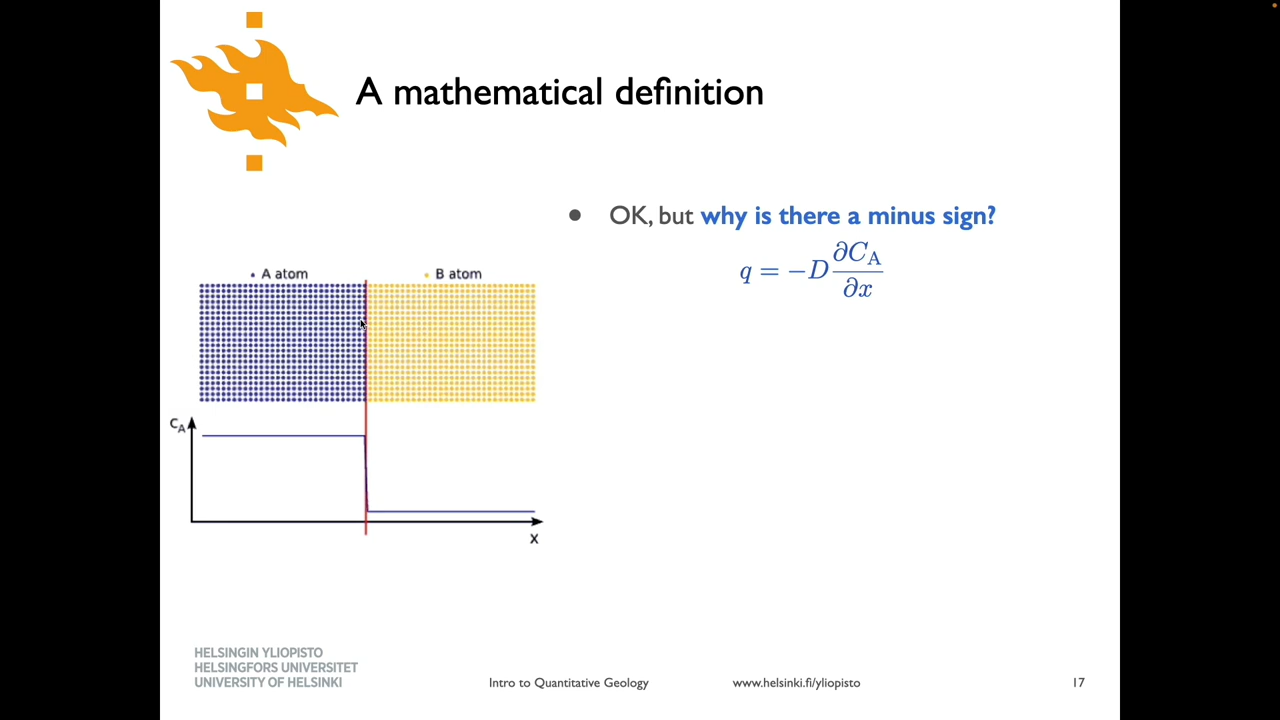 A mathematical definition
● OK, but why is there a minus sign?
q = −D ∂C_A/∂x
A atom
B atom
C_A
x
HELSINGIN YLIOPISTO
HELSINGFORS UNIVERSITET
UNIVERSITY OF HELSINKI
Intro to Quantitative Geology
www.helsinki.fi/yliopisto
17